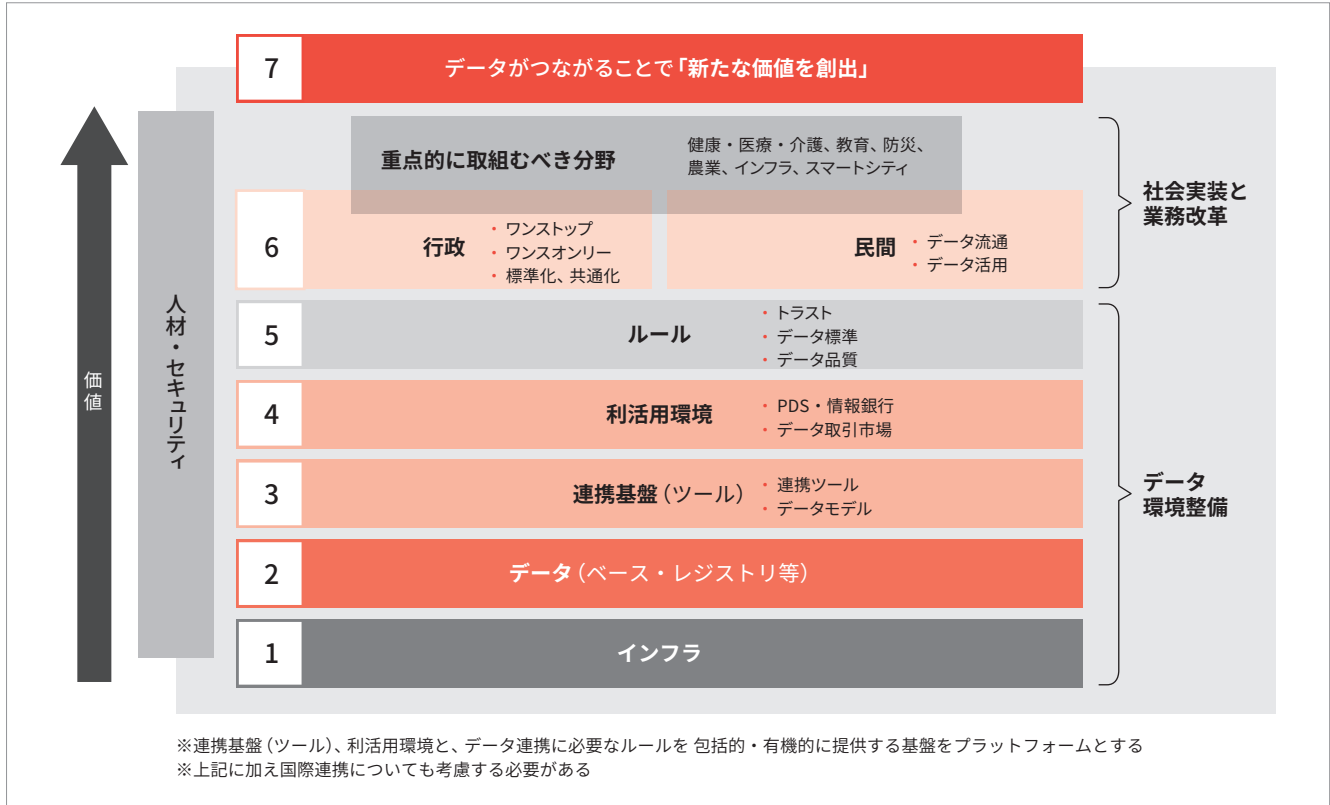 7
データがつながることで「新たな価値を創出」
重点的に取組むべき分野
健康・医療・介護、教育、防災、
農業、インフラ、スマートシティ
6
行政
・ワンストップ
・ワンスオンリー
・標準化、共通化
民間
・データ流通
・データ活用
社会実装と
業務改革
5
ルール
・トラスト
・データ標準
・データ品質
4
利活用環境
・PDS・情報銀行
・データ取引市場
3
連携基盤（ツール）
・連携ツール
・データモデル
2
データ（ベース・レジストリ等）
1
インフラ
データ
環境整備
価値
人材・セキュリティ
※連携基盤（ツール）、利活用環境と、データ連携に必要なルールを 包括的・有機的に提供する基盤をプラットフォームとする
※上記に加え国際連携についても考慮する必要がある